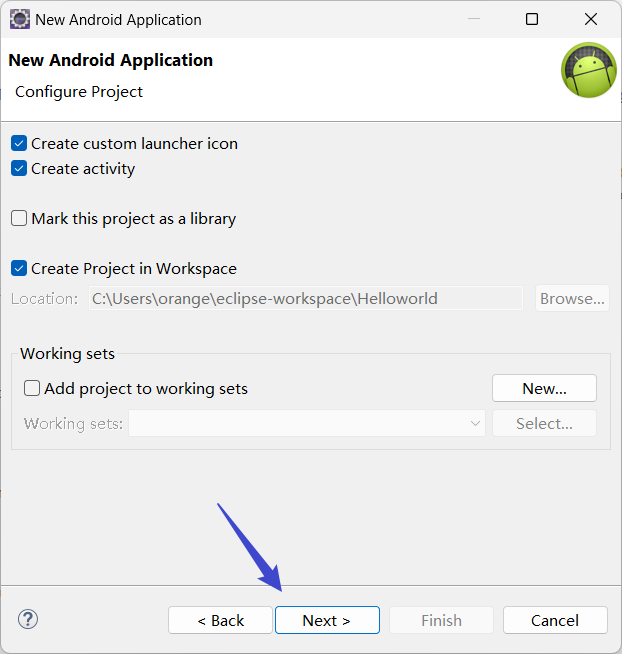 New Android Application
New Android Application
Configure Project
Create custom launcher icon
Create activity
Mark this project as a library
Create Project in Workspace
Location: C:\Users\orange\eclipse-workspace\Helloworld Browse...
Working sets
Add project to working sets New...
Working sets: Select...
? < Back Next > Finish Cancel